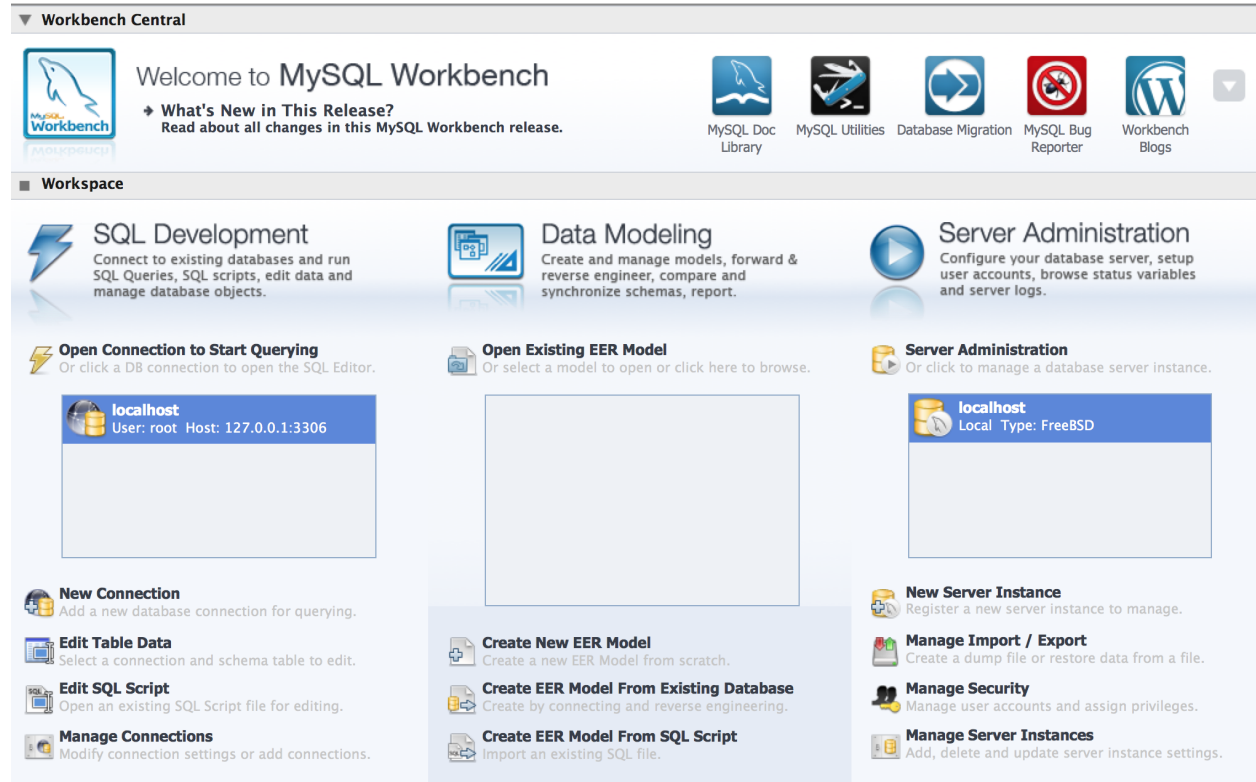 Workbench Central
MySQL
Workbench
Welcome to MySQL Workbench
What's New in This Release?
Read about all changes in this MySQL Workbench release.
MySQL Doc
Library
MySQL Utilities
Database Migration
MySQL Bug
Reporter
Workbench
Blogs
Workspace
SQL Development
Connect to existing databases and run
SQL Queries, SQL scripts, edit data and
manage database objects.
Open Connection to Start Querying
Or click a DB connection to open the SQL Editor.
localhost
User: root Host: 127.0.0.1:3306
New Connection
Add a new database connection for querying.
Edit Table Data
Select a connection and schema table to edit.
SQL
Edit SQL Script
Open an existing SQL Script file for editing.
Manage Connections
Modify connection settings or add connections.
Data Modeling
Create and manage models, forward &
reverse engineer, compare and
synchronize schemas, report.
Open Existing EER Model
Or select a model to open or click here to browse.
Create New EER Model
Create a new EER Model from scratch.
Create EER Model From Existing Database
Create by connecting and reverse engineering.
SQL
Create EER Model From SQL Script
Import an existing SQL file.
Server Administration
Configure your database server, setup
user accounts, browse status variables
and server logs.
Server Administration
Or click to manage a database server instance.
localhost
Local Type: FreeBSD
New Server Instance
Register a new server instance to manage.
Manage Import / Export
Create a dump file or restore data from a file.
Manage Security
Manage user accounts and assign privileges.
Manage Server Instances
Add, delete and update server instance settings.